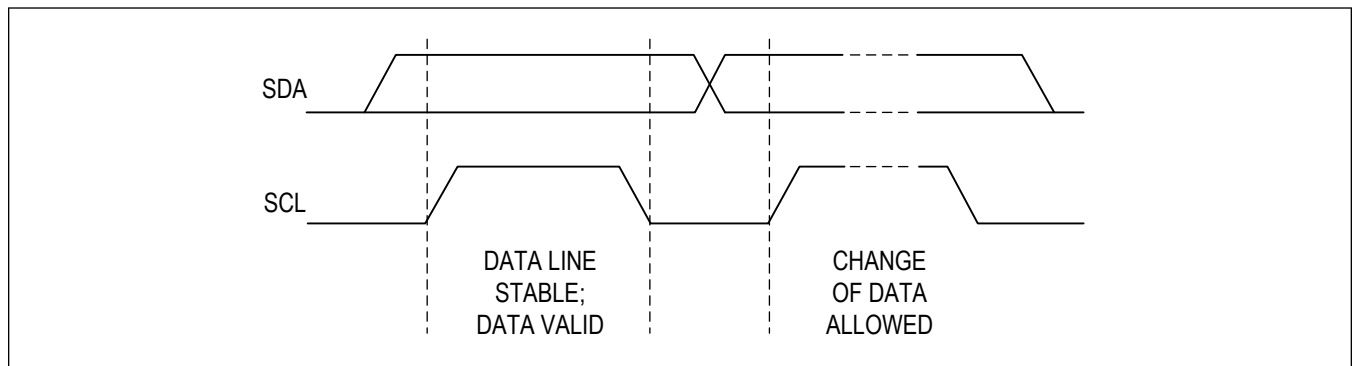 SDA
SCL
DATA LINE
STABLE;
DATA VALID
CHANGE
OF DATA
ALLOWED